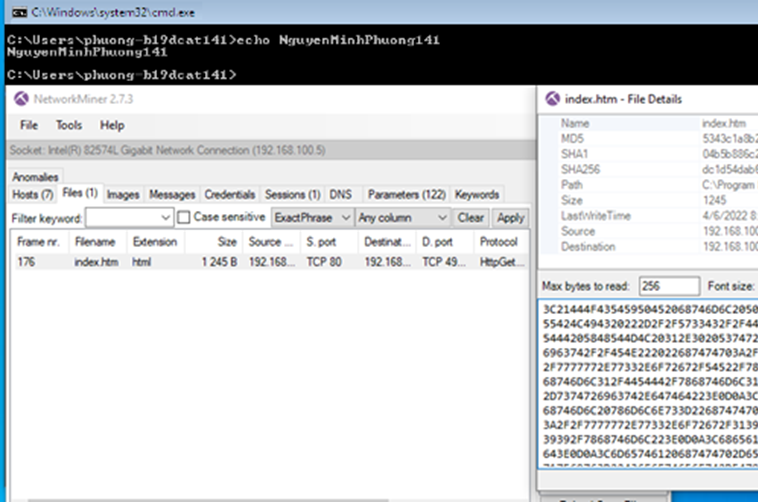 C:\Windows\system32\cmd.exe
C:\Users\phuong-b19dcat141>echo NguyenMinhPhuong141
NguyenMinhPhuong141
C:\Users\phuong-b19dcat141>
NetworkMiner 2.7.3
File Tools Help
Socket: Intel(R) 82574L Gigabit Network Connection (192.168.100.5)
Anomalies
Hosts (7) Files (1) Images Messages Credentials Sessions (1) DNS Parameters (122) Keywords
Filter keyword: Case sensitive ExactPhrase Any column Clear Apply
Frame nr. Filename Extension Size Source ... S. port Destinat... D. port Protocol
176 index.htm html 1 245 B 192.168... TCP 80 192.168... TCP 49... HttpGet...
index.htm - File Details
Name index.htm
MD5 5343c1a8b2
SHA1 04b5b886c2
SHA256 dc1d54dab6
Path C:\Program
Size 1245
LastWriteTime 4/6/2022 8:
Source 192.168.100
Destination 192.168.100
Max bytes to read: 256 Font size:
3C21444F43545950452068746D6C2050
55424C494320222D2F2F5733432F2F44
5444205848544D4C20312E3020537472
6963742F2F454E222022687474703A2F
2F7777772E77332E6F72672F54522F78
68746D6C312F4454442F7868746D6C31
2D7374726963742E647464223E0D0A3C
68746D6C20786D6C6E733D2268747470
3A2F2F7777772E77332E6F72672F3139
39392F7868746D6C223E0D0A3C686561
643E0D0A3C6D65746120687474702D65